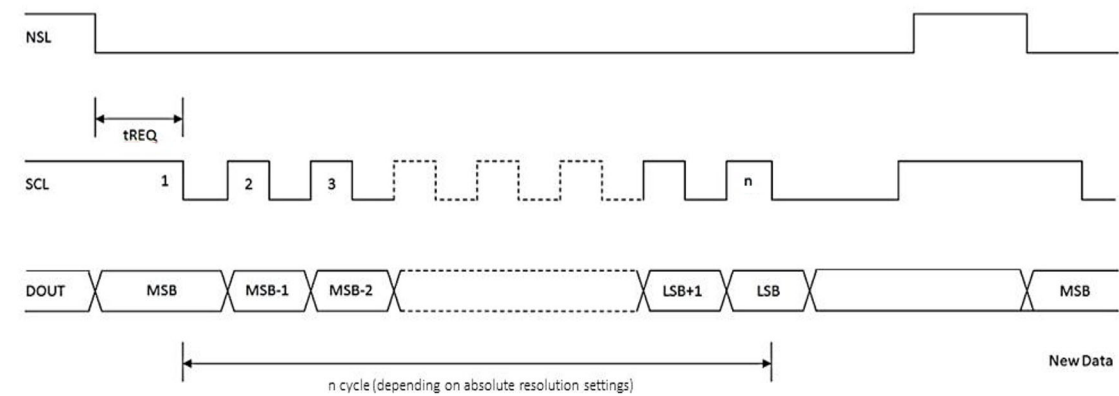 NSL
tREQ
SCL
1
2
3
n
DOUT
MSB
MSB-1
MSB-2
LSB+1
LSB
MSB
New Data
n cycle (depending on absolute resolution settings)